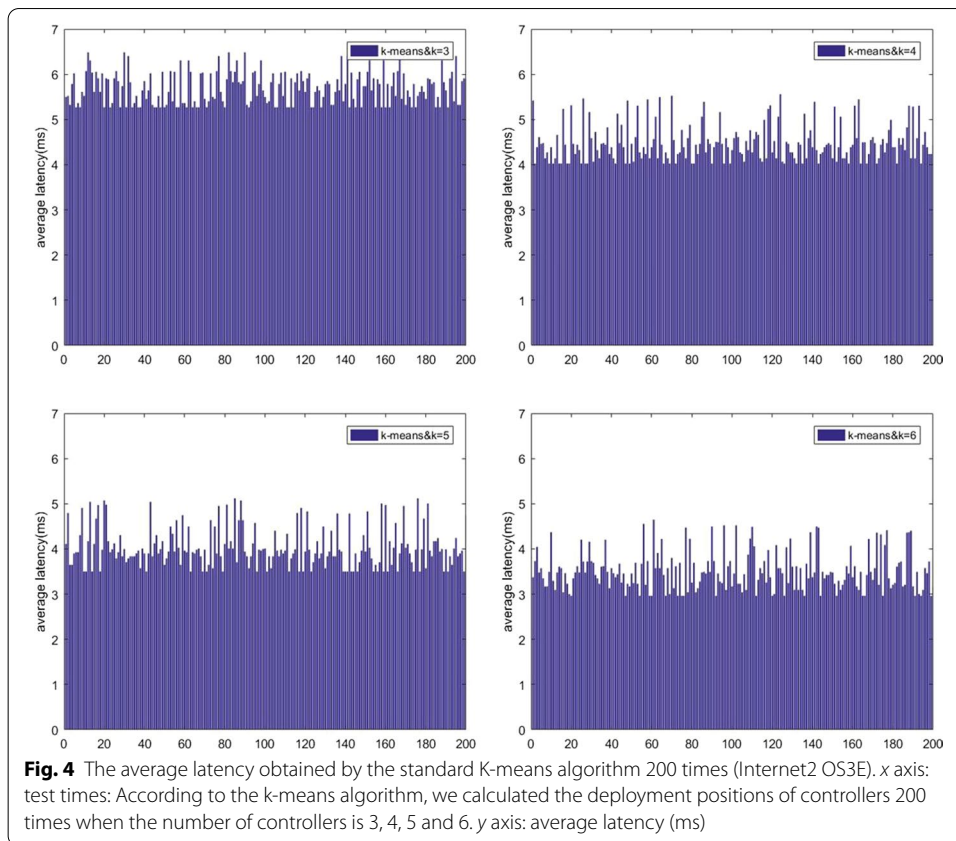 7
6
5
4
3
2
1
0
average latency(ms)
k-means&k=3
0 20 40 60 80 100 120 140 160 180 200
7
6
5
4
3
2
1
0
average latency(ms)
k-means&k=4
0 20 40 60 80 100 120 140 160 180 200
7
6
5
4
3
2
1
0
average latency(ms)
k-means&k=5
0 20 40 60 80 100 120 140 160 180 200
7
6
5
4
3
2
1
0
average latency(ms)
k-means&k=6
0 20 40 60 80 100 120 140 160 180 200
Fig. 4 The average latency obtained by the standard K-means algorithm 200 times (Internet2 OS3E). x axis:
test times: According to the k-means algorithm, we calculated the deployment positions of controllers 200
times when the number of controllers is 3, 4, 5 and 6. y axis: average latency (ms)